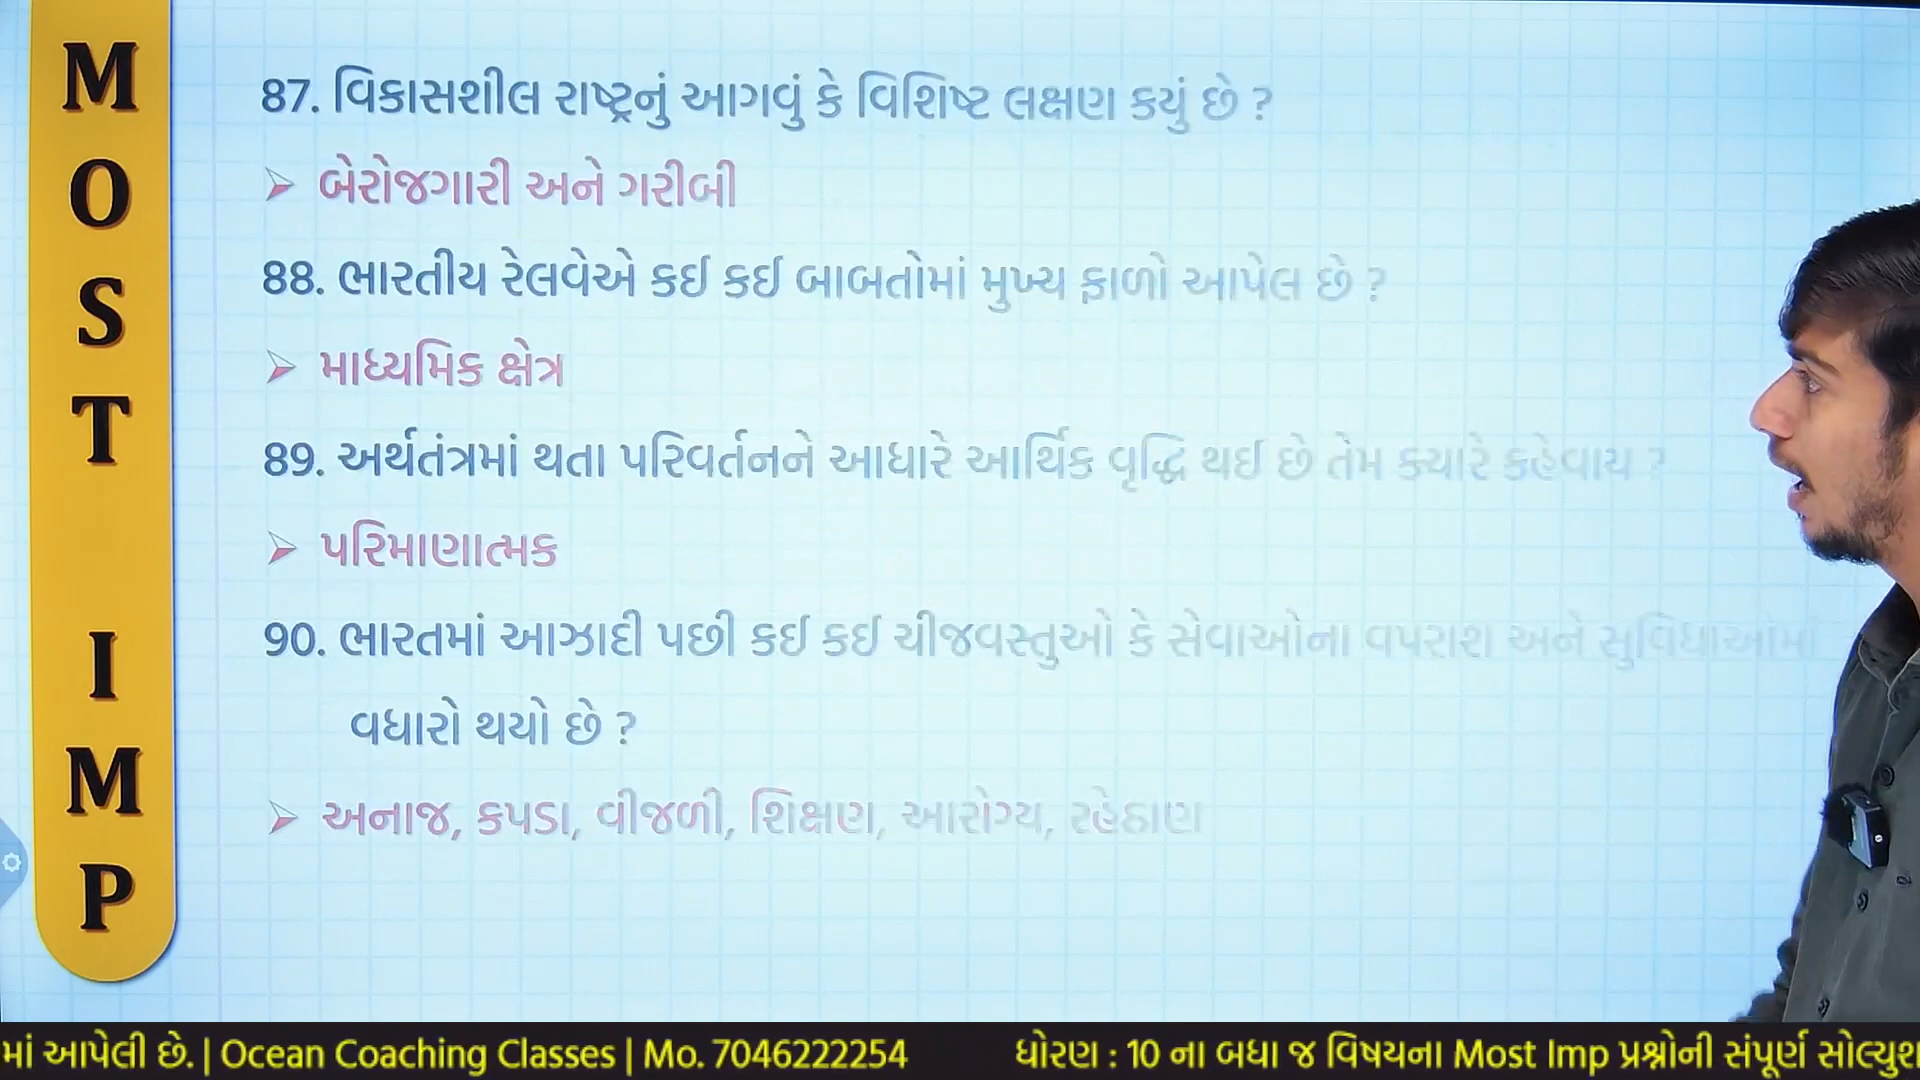 MOST IMP
87. વિકાસશીલ રાષ્ટ્રનું આગવું કે વિશિષ્ટ લક્ષણ કયું છે ?
➢ બેરોજગારી અને ગરીબી
88. ભારતીય રેલવેએ કઈ કઈ બાબતોમાં મુખ્ય ફાળો આપેલ છે ?
➢ માધ્યમિક ક્ષેત્ર
89. અર્થતંત્રમાં થતા પરિવર્તનને આધારે આર્થિક વૃદ્ધિ થઈ છે તેમ ક્યારે કહેવાય ?
➢ પરિમાણાત્મક
90. ભારતમાં આઝાદી પછી કઈ કઈ ચીજવસ્તુઓ કે સેવાઓના વપરાશ અને સુવિધાઓમાં
વધારો થયો છે ?
➢ અનાજ, કપડા, વીજળી, શિક્ષણ, આરોગ્ય, રહેઠાણ
માં આપેલી છે. | Ocean Coaching Classes | Mo. 7046222254 ધોરણ : 10 ના બધા જ વિષયના Most Imp પ્રશ્નોની સંપૂર્ણ